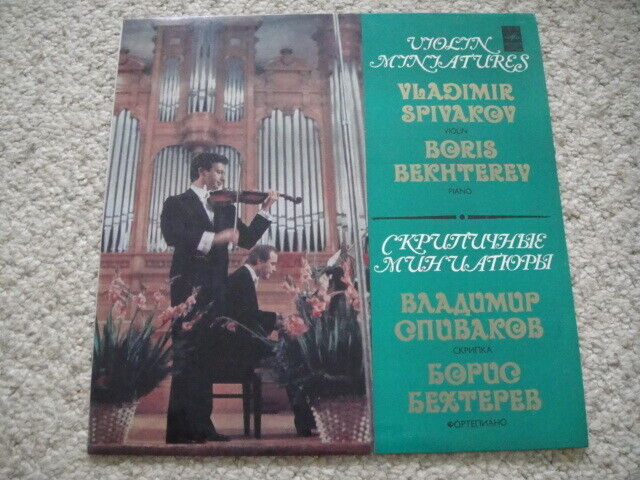 VIOLIN
MINIATURES
VLADIMIR
SPIVAKOV
VIOLIN
BORIS
BEKHTEREV
PIANO
СКРИПИЧНЫЕ
МИНИАТЮРЫ
ВЛАДИМИР
СПИВАКОВ
СКРИПКА
БОРИС
БЕХТЕРЕВ
ФОРТЕПИАНО